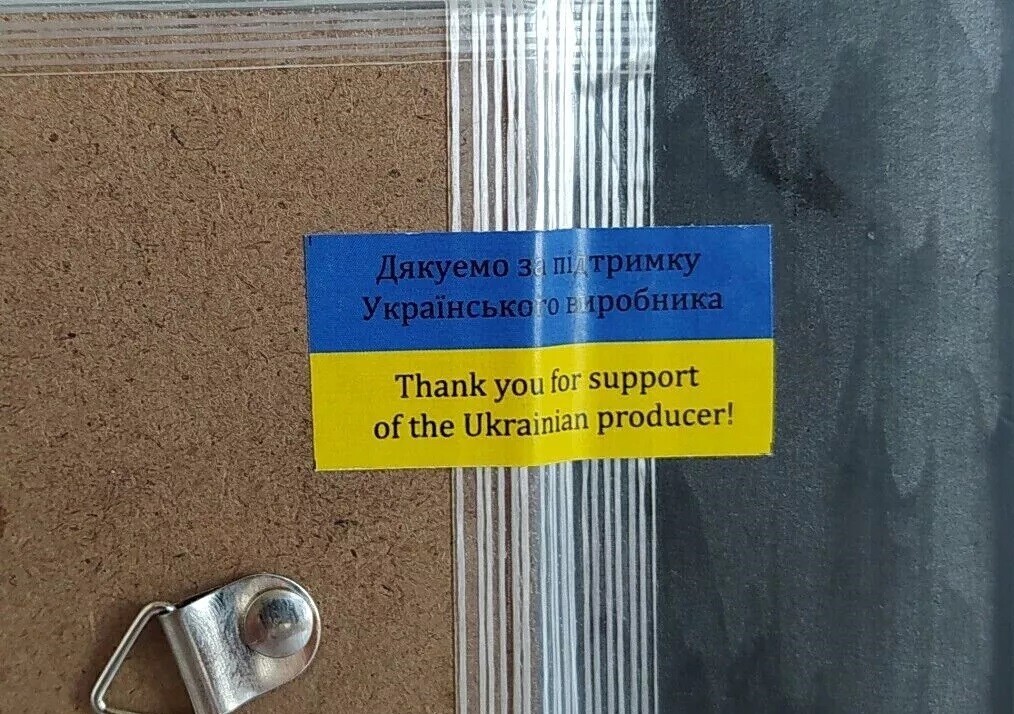 Дякуемо за підтримку
Українського виробника
Thank you for support
of the Ukrainian producer!